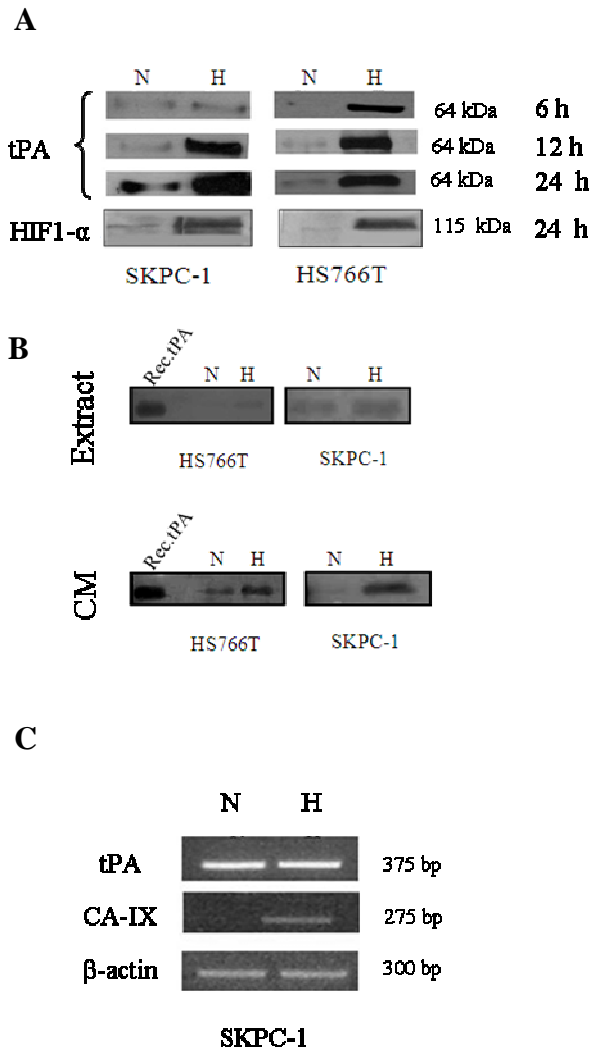 A
N H N H
tPA
64 kDa 6 h
64 kDa 12 h
64 kDa 24 h
HIF1-α 115 kDa 24 h
SKPC-1 HS766T
B
Extract
Rec.tPA N H N H
HS766T SKPC-1
CM
Rec.tPA N H N H
HS766T SKPC-1
C
N H
tPA 375 bp
CA-IX 275 bp
β-actin 300 bp
SKPC-1